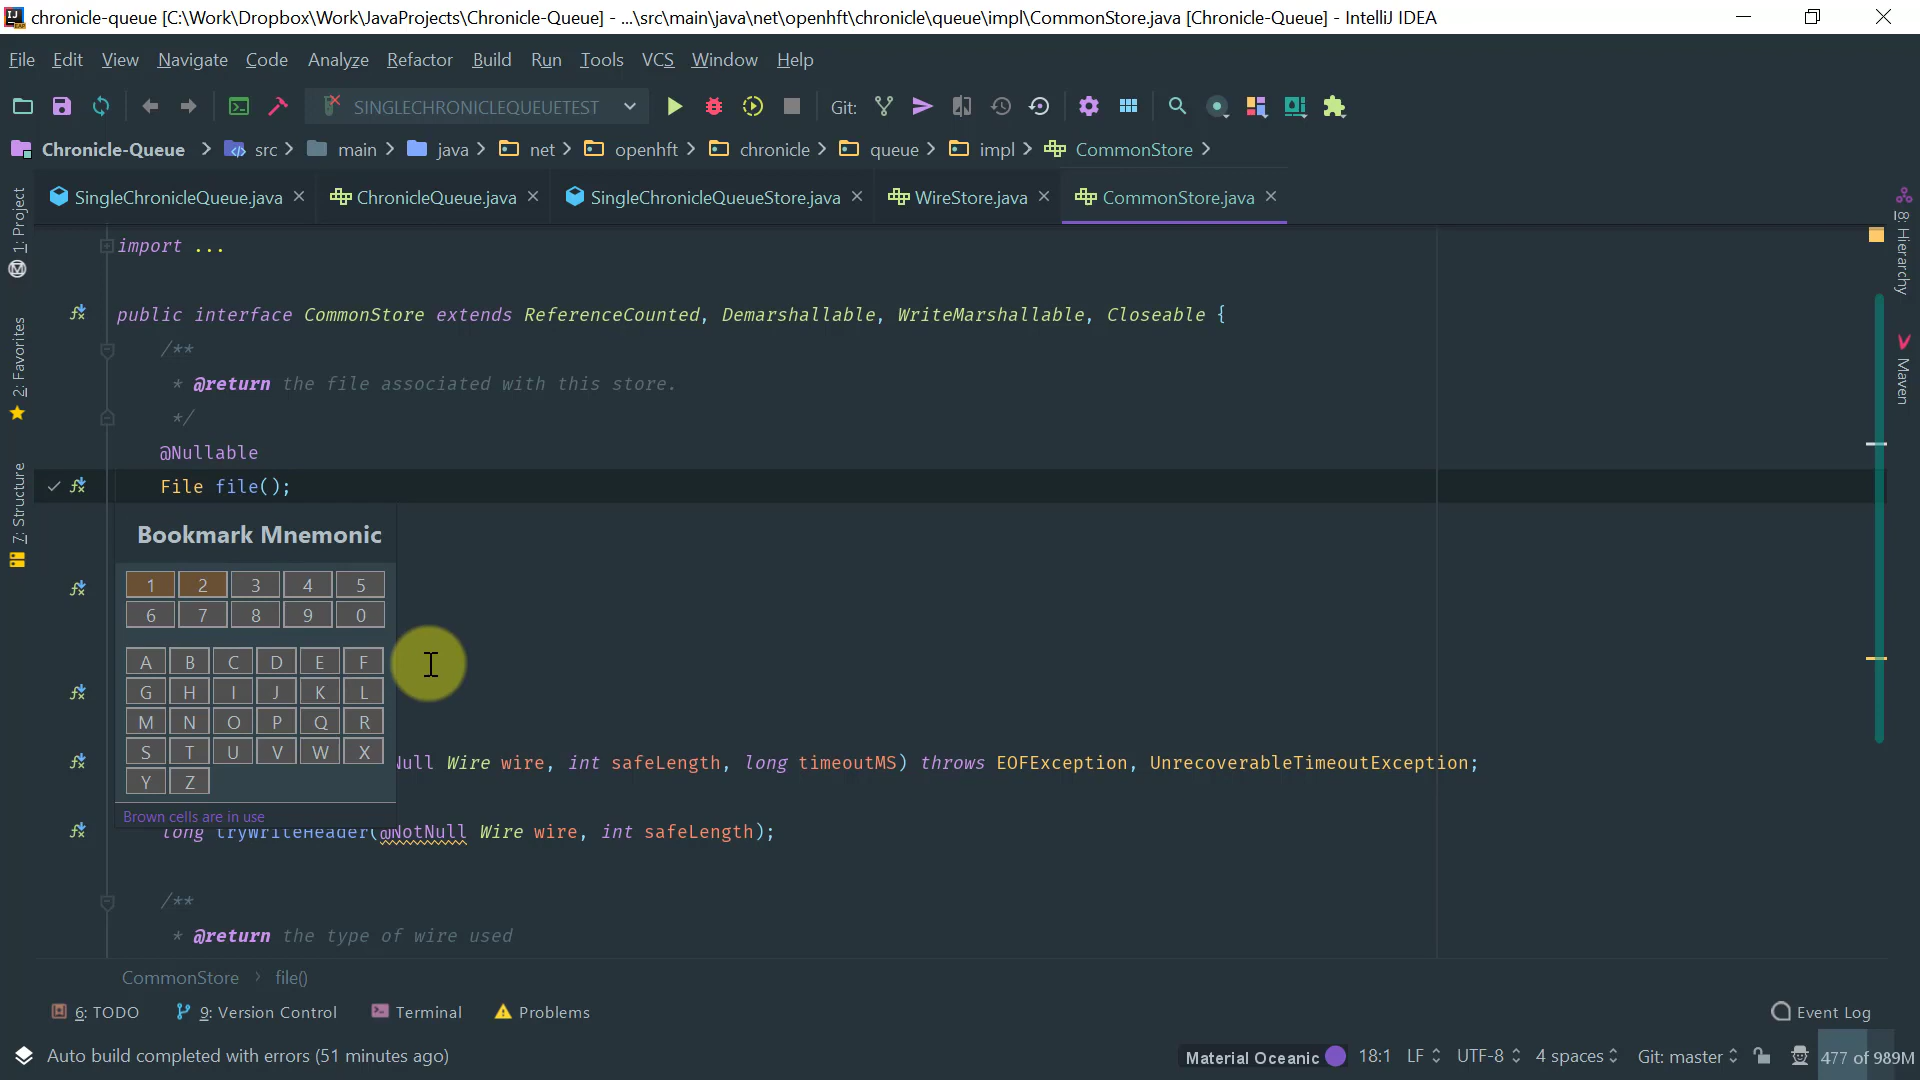 chronicle-queue [C:\Work\Dropbox\Work\JavaProjects\Chronicle-Queue] - ...\src\main\java\net\openhft\chronicle\queue\impl\CommonStore.java [Chronicle-Queue] - IntelliJ IDEA
File Edit View Navigate Code Analyze Refactor Build Run Tools VCS Window Help
SINGLECHRONICLEQUEUETEST Git:
Chronicle-Queue src main java net openhft chronicle queue impl CommonStore
SingleChronicleQueue.java ChronicleQueue.java SingleChronicleQueueStore.java WireStore.java CommonStore.java
1: Project
2: Favorites
7: Structure
8: Hierarchy
Maven
import ...
public interface CommonStore extends ReferenceCounted, Demarshallable, WriteMarshallable, Closeable {
/**
* @return the file associated with this store.
*/
@Nullable
File file();
Bookmark Mnemonic
1 2 3 4 5
6 7 8 9 0
A B C D E F
G H I J K L
M N O P Q R
S T U V W X
Y Z
Brown cells are in use
Null Wire wire, int safeLength, long timeoutMS) throws EOFException, UnrecoverableTimeoutException;
long tryWriteHeader(@NotNull Wire wire, int safeLength);
/**
* @return the type of wire used
CommonStore file()
6: TODO 9: Version Control Terminal Problems Event Log
Auto build completed with errors (51 minutes ago) Material Oceanic 18:1 LF UTF-8 4 spaces Git: master 477 of 989M